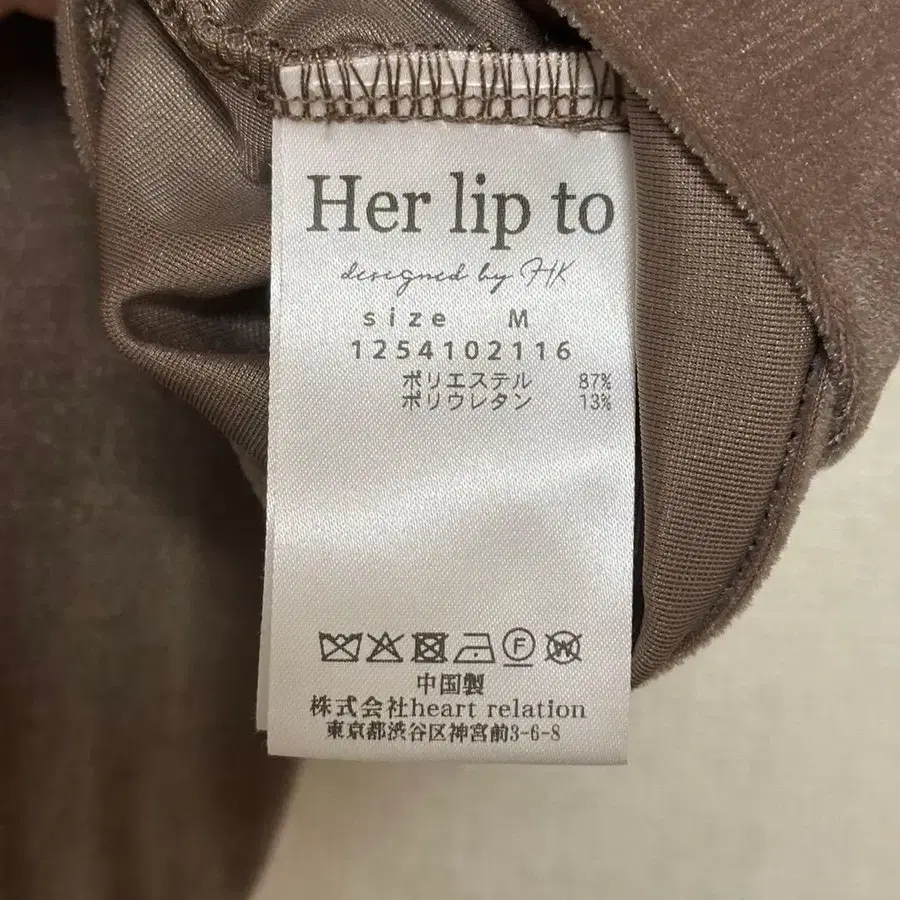 Her lip to
designed by HK
size M
1254102116
ポリエステル 87%
ポリウレタン 13%
F W
中国製
株式会社heart relation
東京都渋谷区神宮前3-6-8